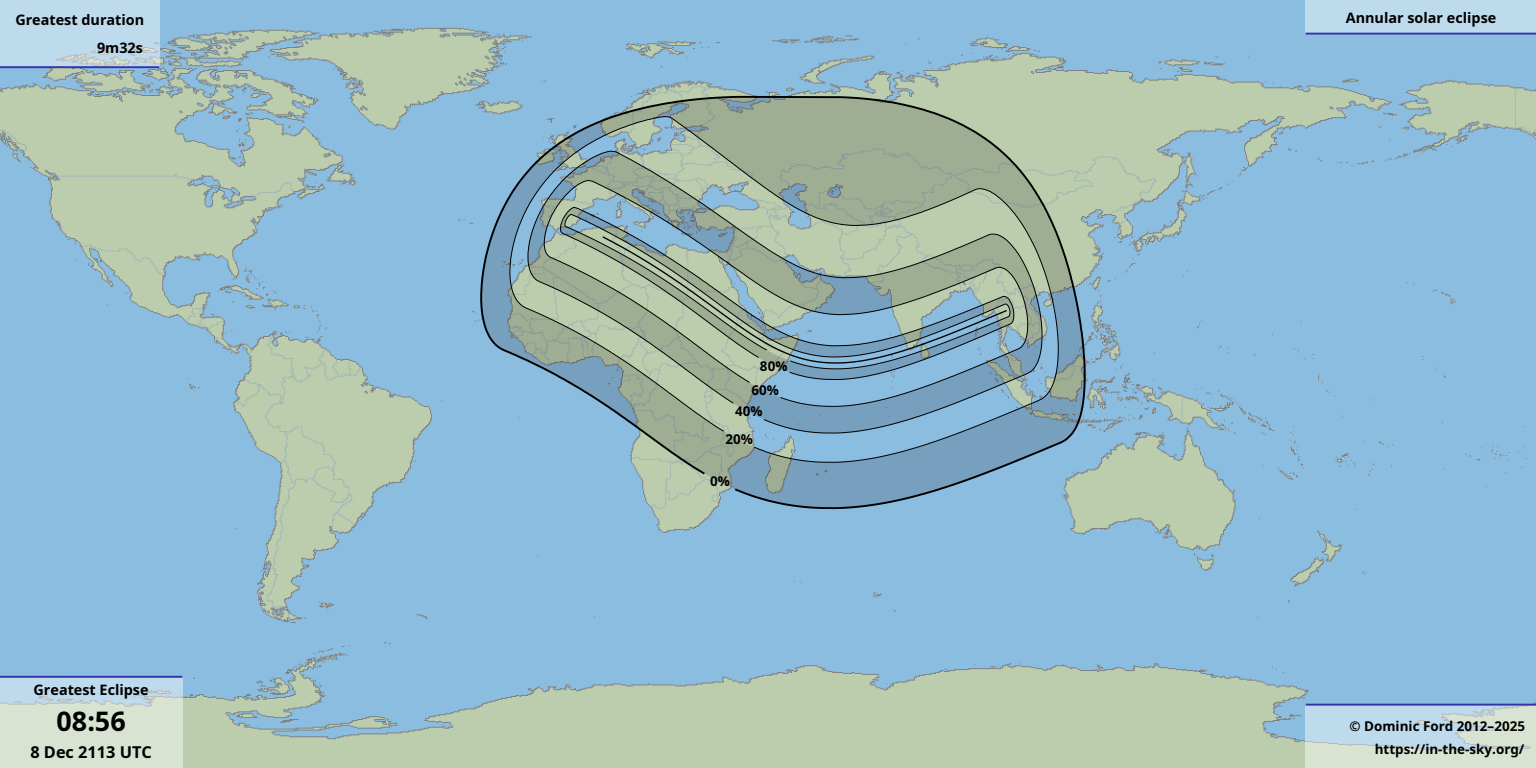 Greatest duration
9m32s
Annular solar eclipse
80%
60%
40%
20%
0%
Greatest Eclipse
08:56
8 Dec 2113 UTC
© Dominic Ford 2012–2025
https://in-the-sky.org/